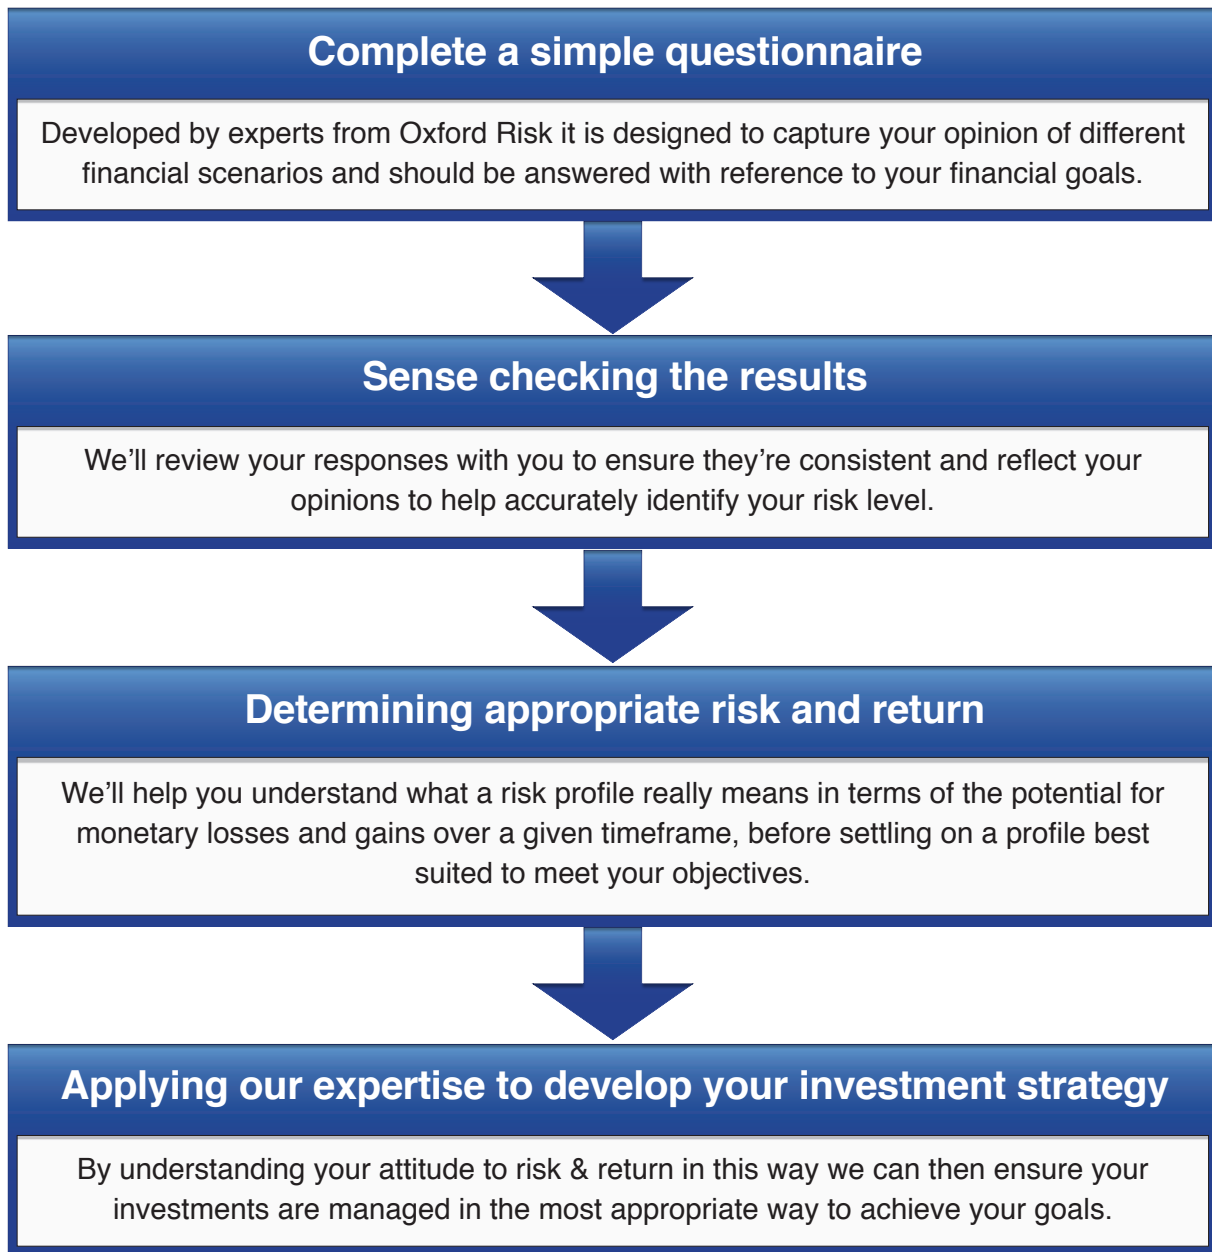 Complete a simple questionnaire
Developed by experts from Oxford Risk it is designed to capture your opinion of different
financial scenarios and should be answered with reference to your financial goals.
Sense checking the results
We’ll review your responses with you to ensure they’re consistent and reflect your
opinions to help accurately identify your risk level.
Determining appropriate risk and return
We’ll help you understand what a risk profile really means in terms of the potential for
monetary losses and gains over a given timeframe, before settling on a profile best
suited to meet your objectives.
Applying our expertise to develop your investment strategy
By understanding your attitude to risk & return in this way we can then ensure your
investments are managed in the most appropriate way to achieve your goals.